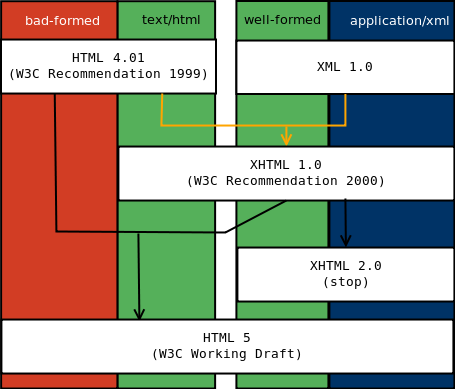 bad-formed text/html well-formed application/xml
HTML 4.01
(W3C Recommendation 1999)
XML 1.0
XHTML 1.0
(W3C Recommendation 2000)
XHTML 2.0
(stop)
HTML 5
(W3C Working Draft)